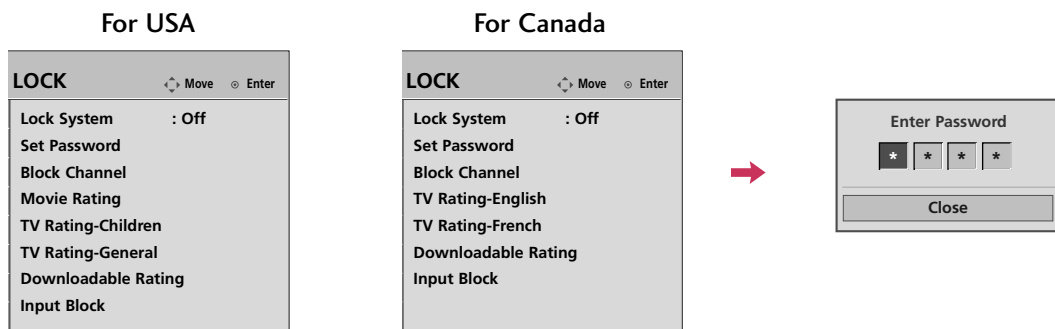 For USA
LOCK Move Enter
Lock System : Off
Set Password
Block Channel
Movie Rating
TV Rating-Children
TV Rating-General
Downloadable Rating
Input Block
For Canada
LOCK Move Enter
Lock System : Off
Set Password
Block Channel
TV Rating-English
TV Rating-French
Downloadable Rating
Input Block
Enter Password
* * * *
Close